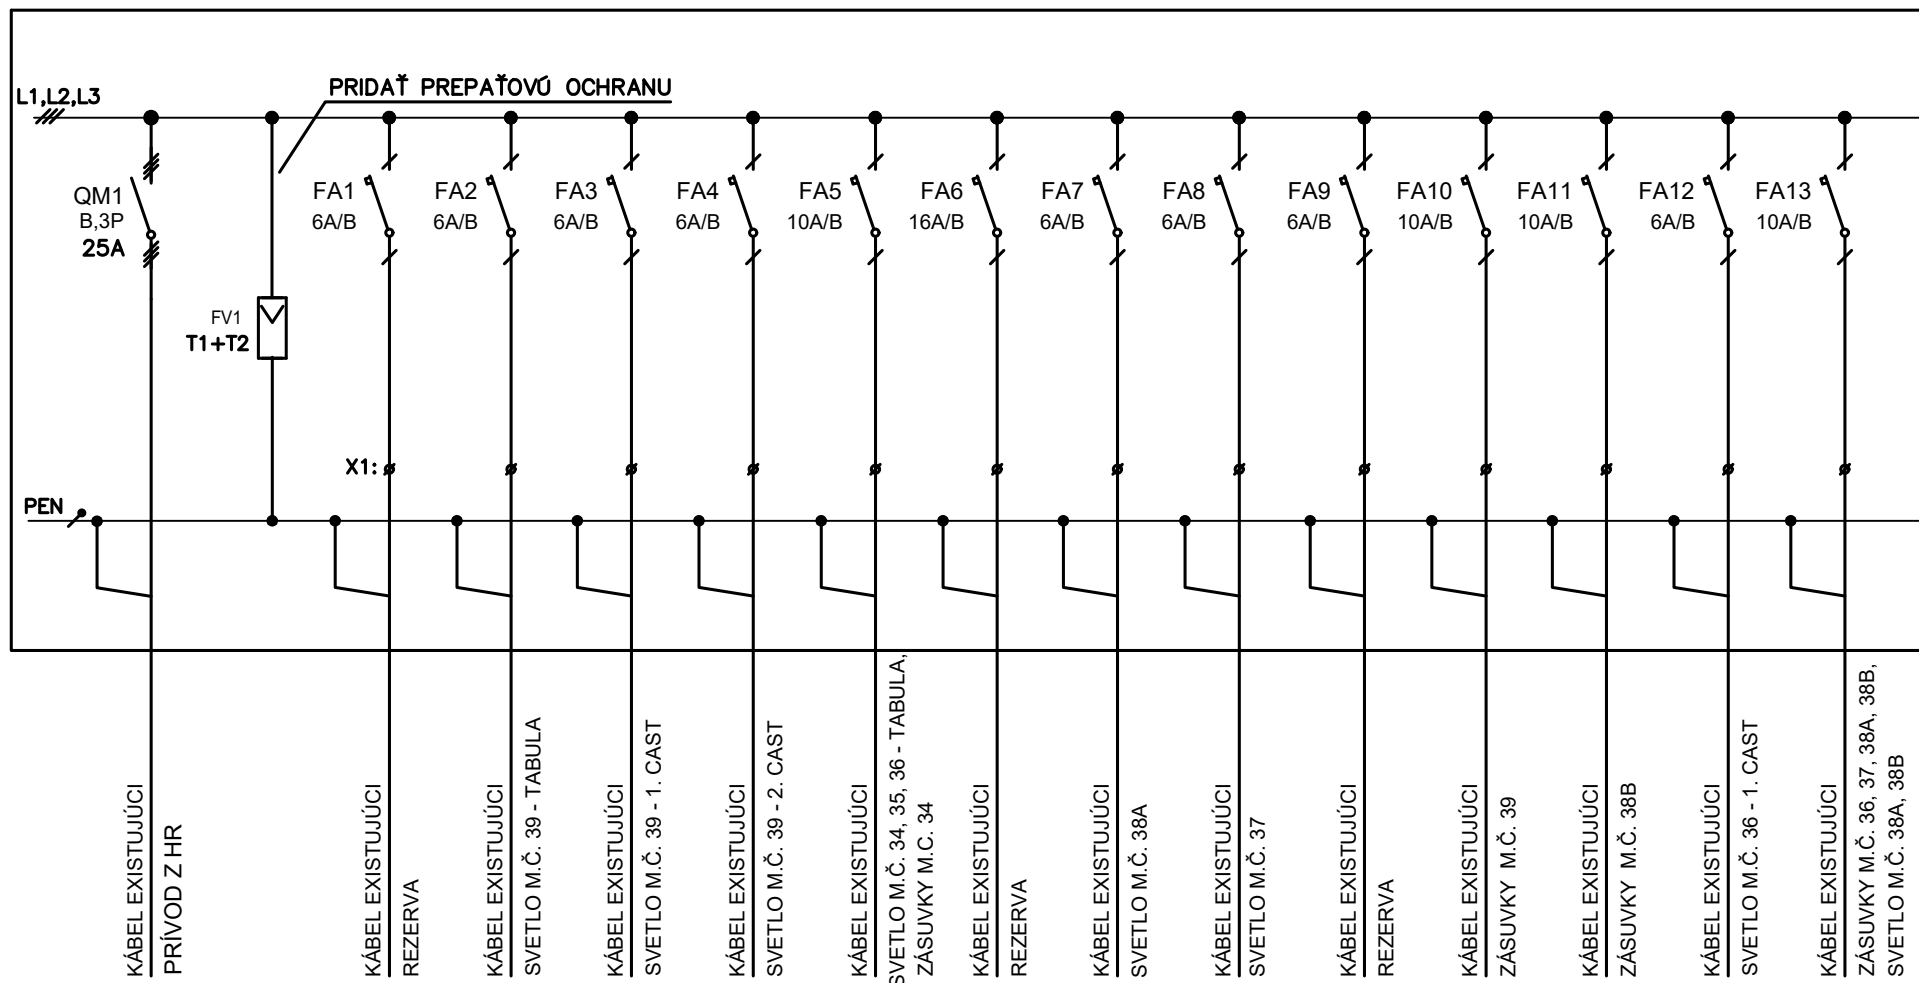 PRIDAŤ PREPAŤOVÚ OCHRANU
L1,L2,L3
QM1
B,3P
25A
FV1
T1+T2
FA1
6A/B
FA2
6A/B
FA3
6A/B
FA4
6A/B
FA5
10A/B
FA6
16A/B
FA7
6A/B
FA8
6A/B
FA9
6A/B
FA10
10A/B
FA11
10A/B
FA12
6A/B
FA13
10A/B
X1:
PEN
KÁBEL EXISTUJÚCI
PRÍVOD Z HR
KÁBEL EXISTUJÚCI
REZERVA
KÁBEL EXISTUJÚCI
SVETLO M.Č. 39 - TABULA
KÁBEL EXISTUJÚCI
SVETLO M.Č. 39 - 1. CAST
KÁBEL EXISTUJÚCI
SVETLO M.Č. 39 - 2. CAST
KÁBEL EXISTUJÚCI
SVETLO M.Č. 34, 35, 36 - TABULA,
ZÁSUVKY M.C. 34
KÁBEL EXISTUJÚCI
REZERVA
KÁBEL EXISTUJÚCI
SVETLO M.Č. 38A
KÁBEL EXISTUJÚCI
SVETLO M.Č. 37
KÁBEL EXISTUJÚCI
REZERVA
KÁBEL EXISTUJÚCI
ZÁSUVKY M.Č. 39
KÁBEL EXISTUJÚCI
ZÁSUVKY M.Č. 38B
KÁBEL EXISTUJÚCI
SVETLO M.Č. 36 - 1. CAST
KÁBEL EXISTUJÚCI
ZÁSUVKY M.Č. 36, 37, 38A, 38B,
SVETLO M.Č. 38A, 38B